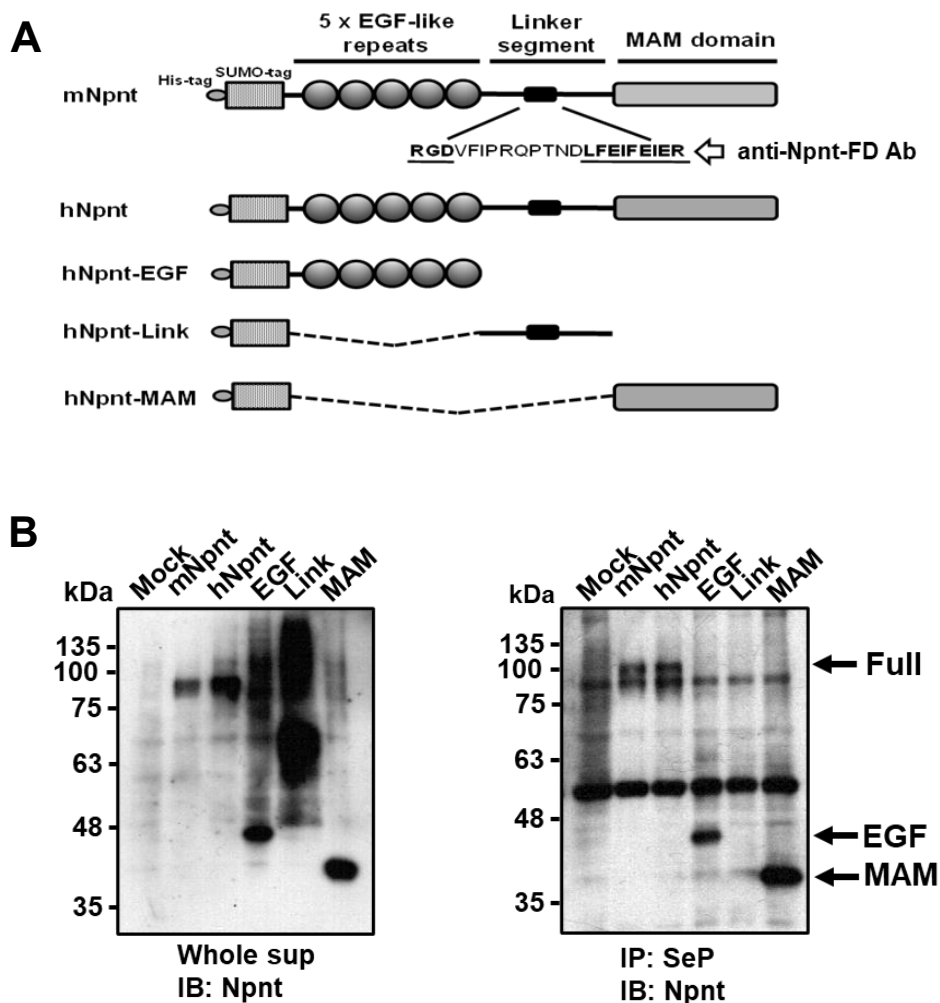 A
5 x EGF-like
repeats
Linker
segment
MAM domain
His-tag
SUMO-tag
mNpnt
RGDVFIPRQPTNDLFEIFEIER
anti-Npnt-FD Ab
hNpnt
hNpnt-EGF
hNpnt-Link
hNpnt-MAM
B
kDa
Mock
mNpnt
hNpnt
EGF
Link
MAM
135
100
75
63
48
35
Whole sup
IB: Npnt
kDa
Mock
mNpnt
hNpnt
EGF
Link
MAM
135
100
75
63
48
35
Full
EGF
MAM
IP: SeP
IB: Npnt